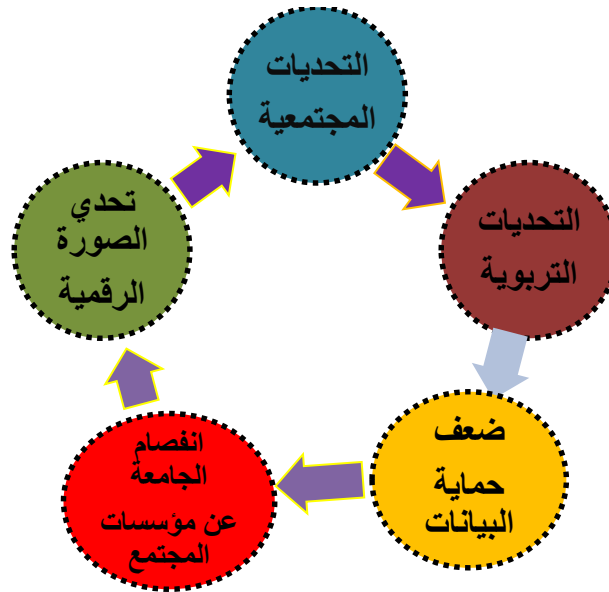 التحديات
المجتمعية
التحديات
التربوية
ضعف
حماية
البيانات
انفصام
الجامعة
عن مؤسسات
المجتمع
تحدي
الصورة
الرقمية